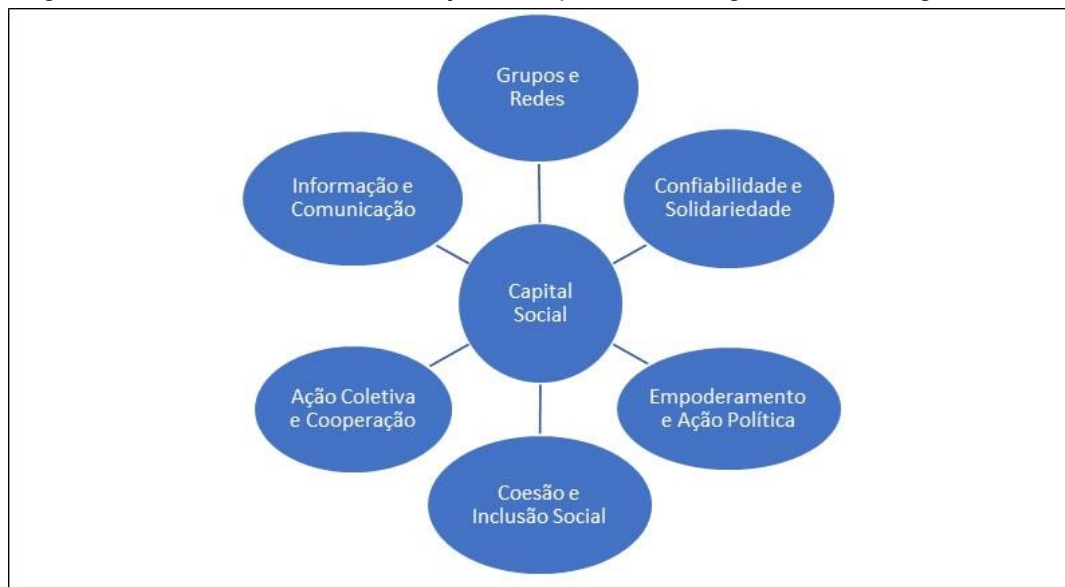 Grupos e
Redes
Informação e
Comunicação
Confiabilidade e
Solidariedade
Capital
Social
Ação Coletiva
e Cooperação
Empoderamento
e Ação Política
Coesão e
Inclusão Social